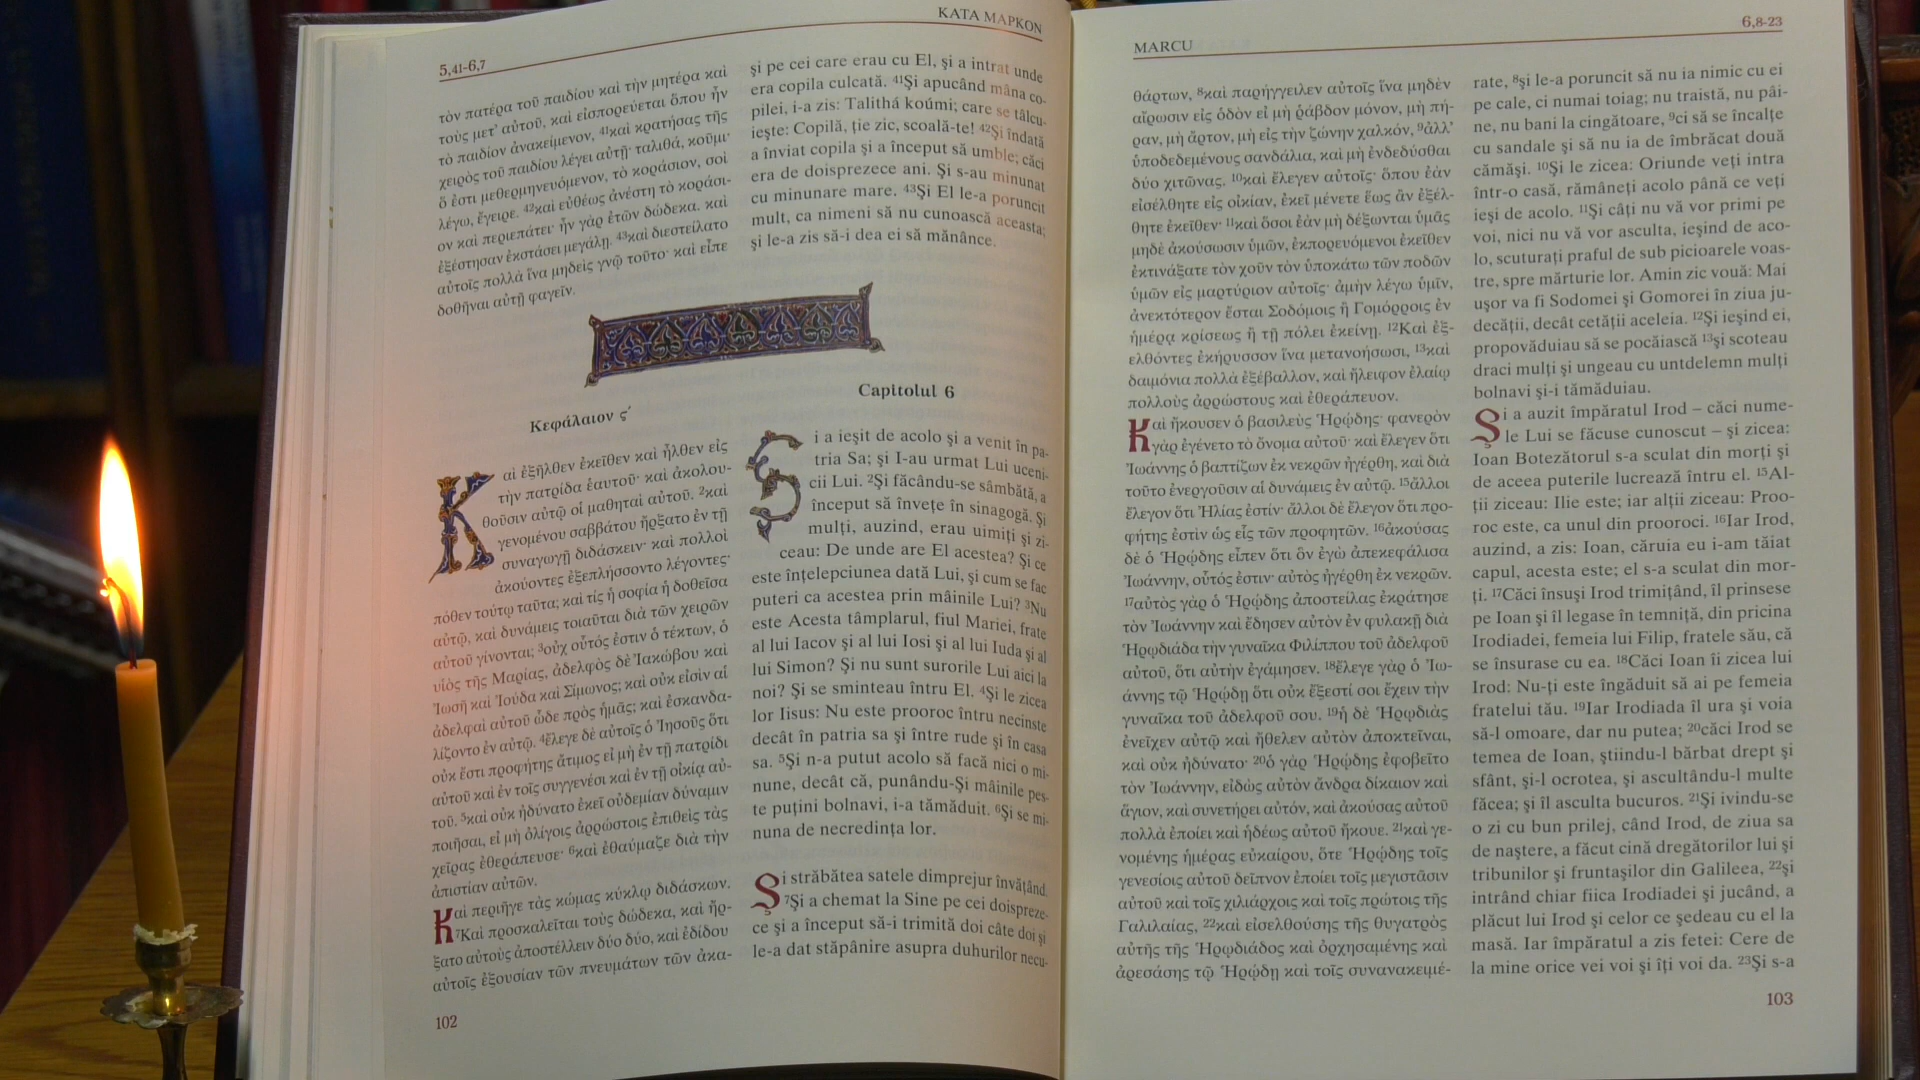 5,41-6,7
ΚΑΤΑ ΜΑΡΚΟΝ
τὸν πατέρα τοῦ παιδίου καὶ τὴν μητέρα καὶ
τοὺς μετ’ αὐτοῦ, καὶ εἰσπορεύεται ὅπου ἦν
τὸ παιδίον ἀνακείμενον, ⁴¹καὶ κρατήσας τῆς
χειρὸς τοῦ παιδίου λέγει αὐτῇ· ταλιθά, κοῦμι·
ὅ ἐστι μεθερμηνευόμενον, τὸ κοράσιον, σοὶ
λέγω, ἔγειρε. ⁴²καὶ εὐθέως ἀνέστη τὸ κοράσι-
ον καὶ περιεπάτει· ἦν γὰρ ἐτῶν δώδεκα. καὶ
ἐξέστησαν ἐκστάσει μεγάλῃ. ⁴³καὶ διεστείλατο
αὐτοῖς πολλὰ ἵνα μηδεὶς γνῷ τοῦτο· καὶ εἶπε
δοθῆναι αὐτῇ φαγεῖν.
şi pe cei care erau cu El, şi a intrat unde
era copila culcată. ⁴¹Şi apucând mâna co-
pilei, i-a zis: Talithá koúmi; care se tâlcu-
ieşte: Copilă, ţie zic, scoală-te! ⁴²Şi îndată
a înviat copila şi a început să umble; căci
era de doisprezece ani. Şi s-au minunat
cu minunare mare. ⁴³Şi El le-a poruncit
mult, ca nimeni să nu cunoască aceasta;
şi le-a zis să-i dea ei să mănânce.
Κεφάλαιον ϛ΄
Capitolul 6
Καὶ ἐξῆλθεν ἐκεῖθεν καὶ ἦλθεν εἰς
τὴν πατρίδα ἑαυτοῦ· καὶ ἀκολου-
θοῦσιν αὐτῷ οἱ μαθηταὶ αὐτοῦ. ²καὶ
γενομένου σαββάτου ἤρξατο ἐν τῇ
συναγωγῇ διδάσκειν· καὶ πολλοὶ
ἀκούοντες ἐξεπλήσσοντο λέγοντες·
πόθεν τούτῳ ταῦτα; καὶ τίς ἡ σοφία ἡ δοθεῖσα
αὐτῷ, καὶ δυνάμεις τοιαῦται διὰ τῶν χειρῶν
αὐτοῦ γίνονται; ³οὐχ οὗτός ἐστιν ὁ τέκτων, ὁ
υἱὸς τῆς Μαρίας, ἀδελφὸς δὲ Ἰακώβου καὶ
Ἰωσῆ καὶ Ἰούδα καὶ Σίμωνος; καὶ οὐκ εἰσὶν αἱ
ἀδελφαὶ αὐτοῦ ὧδε πρὸς ἡμᾶς; καὶ ἐσκανδα-
λίζοντο ἐν αὐτῷ. ⁴ἔλεγε δὲ αὐτοῖς ὁ Ἰησοῦς ὅτι
οὐκ ἔστι προφήτης ἄτιμος εἰ μὴ ἐν τῇ πατρίδι
αὐτοῦ καὶ ἐν τοῖς συγγενέσι καὶ ἐν τῇ οἰκίᾳ αὐ-
τοῦ. ⁵καὶ οὐκ ἠδύνατο ἐκεῖ οὐδεμίαν δύναμιν
ποιῆσαι, εἰ μὴ ὀλίγοις ἀρρώστοις ἐπιθεὶς τὰς
χεῖρας ἐθεράπευσε· ⁶καὶ ἐθαύμαζε διὰ τὴν
ἀπιστίαν αὐτῶν.
Καὶ περιῆγε τὰς κώμας κύκλῳ διδάσκων.
⁷Καὶ προσκαλεῖται τοὺς δώδεκα, καὶ ἤρ-
ξατο αὐτοὺς ἀποστέλλειν δύο δύο, καὶ ἐδίδου
αὐτοῖς ἐξουσίαν τῶν πνευμάτων τῶν ἀκα-
Şi a ieşit de acolo şi a venit în pa-
tria Sa; şi I-au urmat Lui uceni-
cii Lui. ²Şi făcându-se sâmbătă, a
început să înveţe în sinagogă. Şi
mulţi, auzind, erau uimiţi şi zi-
ceau: De unde are El acestea? Şi ce
este înţelepciunea dată Lui, şi cum se fac
puteri ca acestea prin mâinile Lui? ³Nu
este Acesta tâmplarul, fiul Mariei, frate
al lui Iacov şi al lui Iosi şi al lui Iuda şi al
lui Simon? Şi nu sunt surorile Lui aici la
noi? Şi se sminteau întru El. ⁴Şi le zicea
lor Iisus: Nu este prooroc întru necinste
decât în patria sa şi între rude şi în casa
sa. ⁵Şi n-a putut acolo să facă nici o mi-
nune, decât că, punându-Şi mâinile pes-
te puţini bolnavi, i-a tămăduit. ⁶Şi se mi-
nuna de necredinţa lor.
Şi străbătea satele dimprejur învăţând.
⁷Şi a chemat la Sine pe cei doispreze-
ce şi a început să-i trimită doi câte doi şi
le-a dat stăpânire asupra duhurilor necu-
102
MARCU
6,8-23
θάρτων, ⁸καὶ παρήγγειλεν αὐτοῖς ἵνα μηδὲν
αἴρωσιν εἰς ὁδὸν εἰ μὴ ῥάβδον μόνον, μὴ πή-
ραν, μὴ ἄρτον, μὴ εἰς τὴν ζώνην χαλκόν, ⁹ἀλλ’
ὑποδεδεμένους σανδάλια, καὶ μὴ ἐνδεδύσθαι
δύο χιτῶνας. ¹⁰καὶ ἔλεγεν αὐτοῖς· ὅπου ἐὰν
εἰσέλθητε εἰς οἰκίαν, ἐκεῖ μένετε ἕως ἂν ἐξέλ-
θητε ἐκεῖθεν· ¹¹καὶ ὅσοι ἐὰν μὴ δέξωνται ὑμᾶς
μηδὲ ἀκούσωσιν ὑμῶν, ἐκπορευόμενοι ἐκεῖθεν
ἐκτινάξατε τὸν χοῦν τὸν ὑποκάτω τῶν ποδῶν
ὑμῶν εἰς μαρτύριον αὐτοῖς· ἀμὴν λέγω ὑμῖν,
ἀνεκτότερον ἔσται Σοδόμοις ἢ Γομόρροις ἐν
ἡμέρᾳ κρίσεως ἢ τῇ πόλει ἐκείνῃ. ¹²Καὶ ἐξ-
ελθόντες ἐκήρυσσον ἵνα μετανοήσωσι, ¹³καὶ
δαιμόνια πολλὰ ἐξέβαλλον, καὶ ἤλειφον ἐλαίῳ
πολλοὺς ἀρρώστους καὶ ἐθεράπευον.
Καὶ ἤκουσεν ὁ βασιλεὺς Ἡρῴδης· φανερὸν
γὰρ ἐγένετο τὸ ὄνομα αὐτοῦ· καὶ ἔλεγεν ὅτι
Ἰωάννης ὁ βαπτίζων ἐκ νεκρῶν ἠγέρθη, καὶ διὰ
τοῦτο ἐνεργοῦσιν αἱ δυνάμεις ἐν αὐτῷ. ¹⁵ἄλλοι
ἔλεγον ὅτι Ἠλίας ἐστίν· ἄλλοι δὲ ἔλεγον ὅτι προ-
φήτης ἐστὶν ὡς εἷς τῶν προφητῶν. ¹⁶ἀκούσας
δὲ ὁ Ἡρῴδης εἶπεν ὅτι ὃν ἐγὼ ἀπεκεφάλισα
Ἰωάννην, οὗτός ἐστιν· αὐτὸς ἠγέρθη ἐκ νεκρῶν.
¹⁷αὐτὸς γὰρ ὁ Ἡρῴδης ἀποστείλας ἐκράτησε
τὸν Ἰωάννην καὶ ἔδησεν αὐτὸν ἐν φυλακῇ διὰ
Ἡρῳδιάδα τὴν γυναῖκα Φιλίππου τοῦ ἀδελφοῦ
αὐτοῦ, ὅτι αὐτὴν ἐγάμησεν. ¹⁸ἔλεγε γὰρ ὁ Ἰω-
άννης τῷ Ἡρῴδῃ ὅτι οὐκ ἔξεστί σοι ἔχειν τὴν
γυναῖκα τοῦ ἀδελφοῦ σου. ¹⁹ἡ δὲ Ἡρῳδιὰς
ἐνεῖχεν αὐτῷ καὶ ἤθελεν αὐτὸν ἀποκτεῖναι,
καὶ οὐκ ἠδύνατο· ²⁰ὁ γὰρ Ἡρῴδης ἐφοβεῖτο
τὸν Ἰωάννην, εἰδὼς αὐτὸν ἄνδρα δίκαιον καὶ
ἅγιον, καὶ συνετήρει αὐτόν, καὶ ἀκούσας αὐτοῦ
πολλὰ ἐποίει καὶ ἡδέως αὐτοῦ ἤκουε. ²¹καὶ γε-
νομένης ἡμέρας εὐκαίρου, ὅτε Ἡρῴδης τοῖς
γενεσίοις αὐτοῦ δεῖπνον ἐποίει τοῖς μεγιστᾶσιν
αὐτοῦ καὶ τοῖς χιλιάρχοις καὶ τοῖς πρώτοις τῆς
Γαλιλαίας, ²²καὶ εἰσελθούσης τῆς θυγατρὸς
αὐτῆς τῆς Ἡρῳδιάδος καὶ ὀρχησαμένης καὶ
ἀρεσάσης τῷ Ἡρῴδῃ καὶ τοῖς συνανακειμέ-
rate, ⁸şi le-a poruncit să nu ia nimic cu ei
pe cale, ci numai toiag; nu traistă, nu pâi-
ne, nu bani la cingătoare, ⁹ci să se încalţe
cu sandale şi să nu ia de îmbrăcat două
cămăşi. ¹⁰Şi le zicea: Oriunde veţi intra
într-o casă, rămâneţi acolo până ce veţi
ieşi de acolo. ¹¹Şi câţi nu vă vor primi pe
voi, nici nu vă vor asculta, ieşind de aco-
lo, scuturaţi praful de sub picioarele voas-
tre, spre mărturie lor. Amin zic vouă: Mai
uşor va fi Sodomei şi Gomorei în ziua ju-
decăţii, decât cetăţii aceleia. ¹²Şi ieşind ei,
propovăduiau să se pocăiască ¹³şi scoteau
draci mulţi şi ungeau cu untdelemn mulţi
bolnavi şi-i tămăduiau.
Şi a auzit împăratul Irod – căci nume-
le Lui se făcuse cunoscut – şi zicea:
Ioan Botezătorul s-a sculat din morţi şi
de aceea puterile lucrează întru el. ¹⁵Al-
ţii ziceau: Ilie este; iar alţii ziceau: Proo-
roc este, ca unul din prooroci. ¹⁶Iar Irod,
auzind, a zis: Ioan, căruia eu i-am tăiat
capul, acesta este; el s-a sculat din mor-
ţi. ¹⁷Căci însuşi Irod trimiţând, îl prinsese
pe Ioan şi îl legase în temniţă, din pricina
Irodiadei, femeia lui Filip, fratele său, că
se însurase cu ea. ¹⁸Căci Ioan îi zicea lui
Irod: Nu-ţi este îngăduit să ai pe femeia
fratelui tău. ¹⁹Iar Irodiada îl ura şi voia
să-l omoare, dar nu putea; ²⁰căci Irod se
temea de Ioan, ştiindu-l bărbat drept şi
sfânt, şi-l ocrotea, şi ascultându-l multe
făcea; şi îl asculta bucuros. ²¹Şi ivindu-se
o zi cu bun prilej, când Irod, de ziua sa
de naştere, a făcut cină dregătorilor lui şi
tribunilor şi fruntaşilor din Galileea, ²²şi
intrând chiar fiica Irodiadei şi jucând, a
plăcut lui Irod şi celor ce şedeau cu el la
masă. Iar împăratul a zis fetei: Cere de
la mine orice vei voi şi îţi voi da. ²³Şi s-a
103